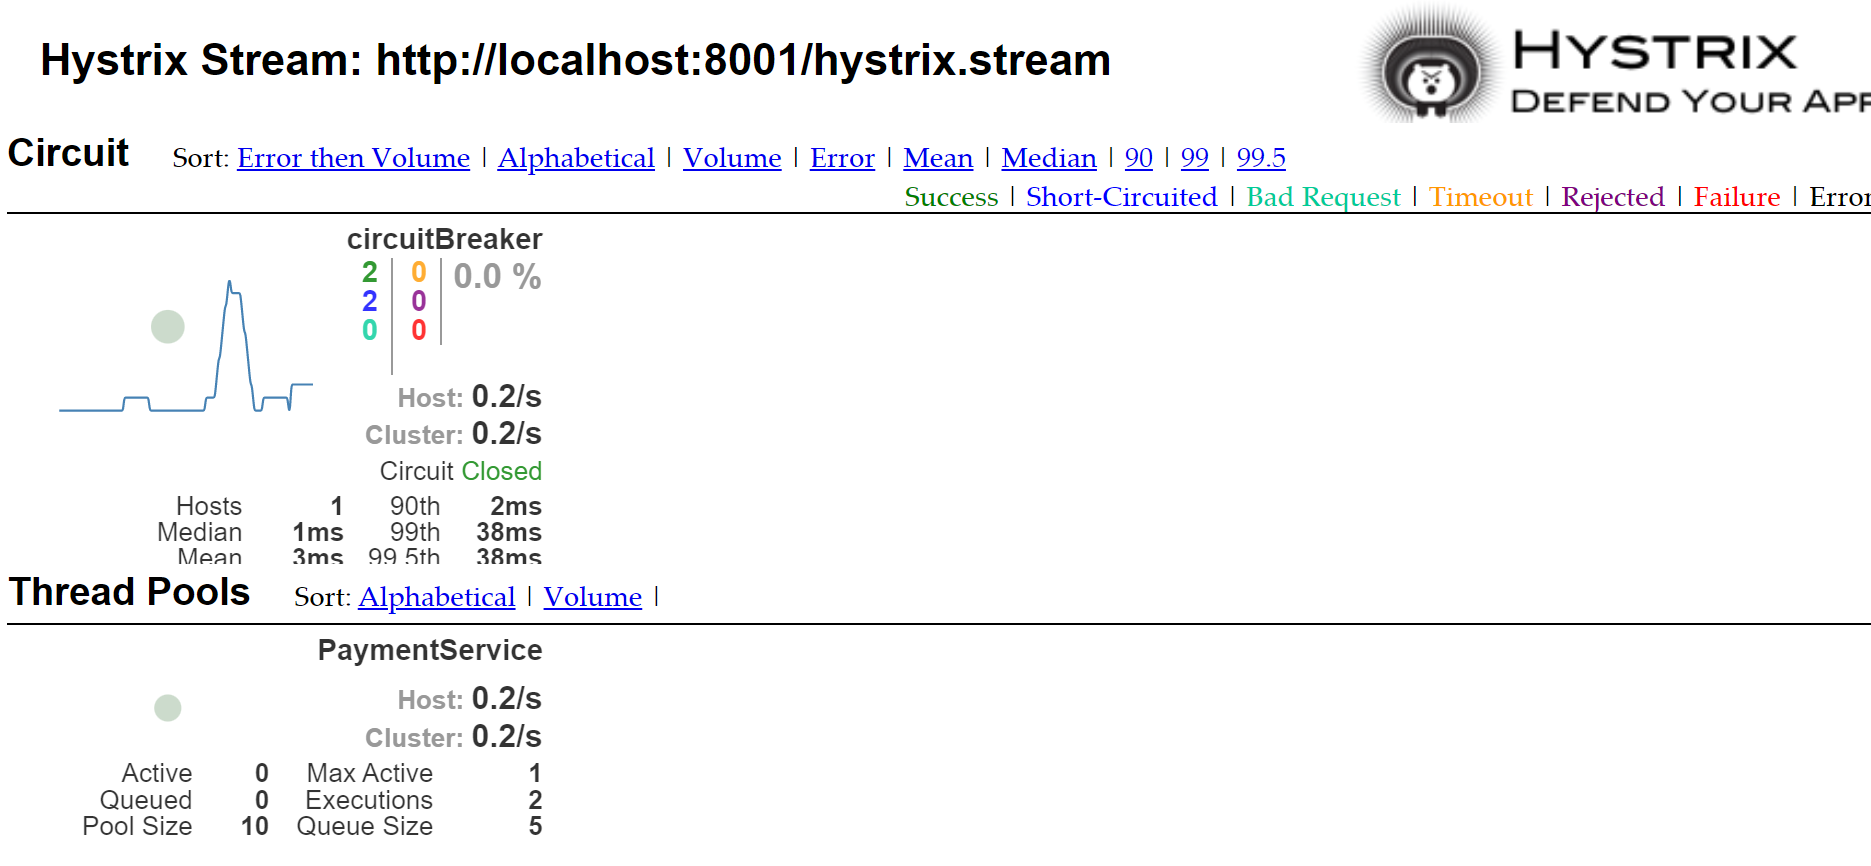 Hystrix Stream: http://localhost:8001/hystrix.stream
HYSTRIX
DEFEND YOUR APP
Circuit Sort: Error then Volume | Alphabetical | Volume | Error | Mean | Median | 90 | 99 | 99.5
Success | Short-Circuited | Bad Request | Timeout | Rejected | Failure | Error
circuitBreaker
2 0 0.0 %
2 0
0 0
Host: 0.2/s
Cluster: 0.2/s
Circuit Closed
Hosts 1 90th 2ms
Median 1ms 99th 38ms
Mean 3ms 99.5th 38ms
Thread Pools Sort: Alphabetical | Volume |
PaymentService
Host: 0.2/s
Cluster: 0.2/s
Active 0 Max Active 1
Queued 0 Executions 2
Pool Size 10 Queue Size 5